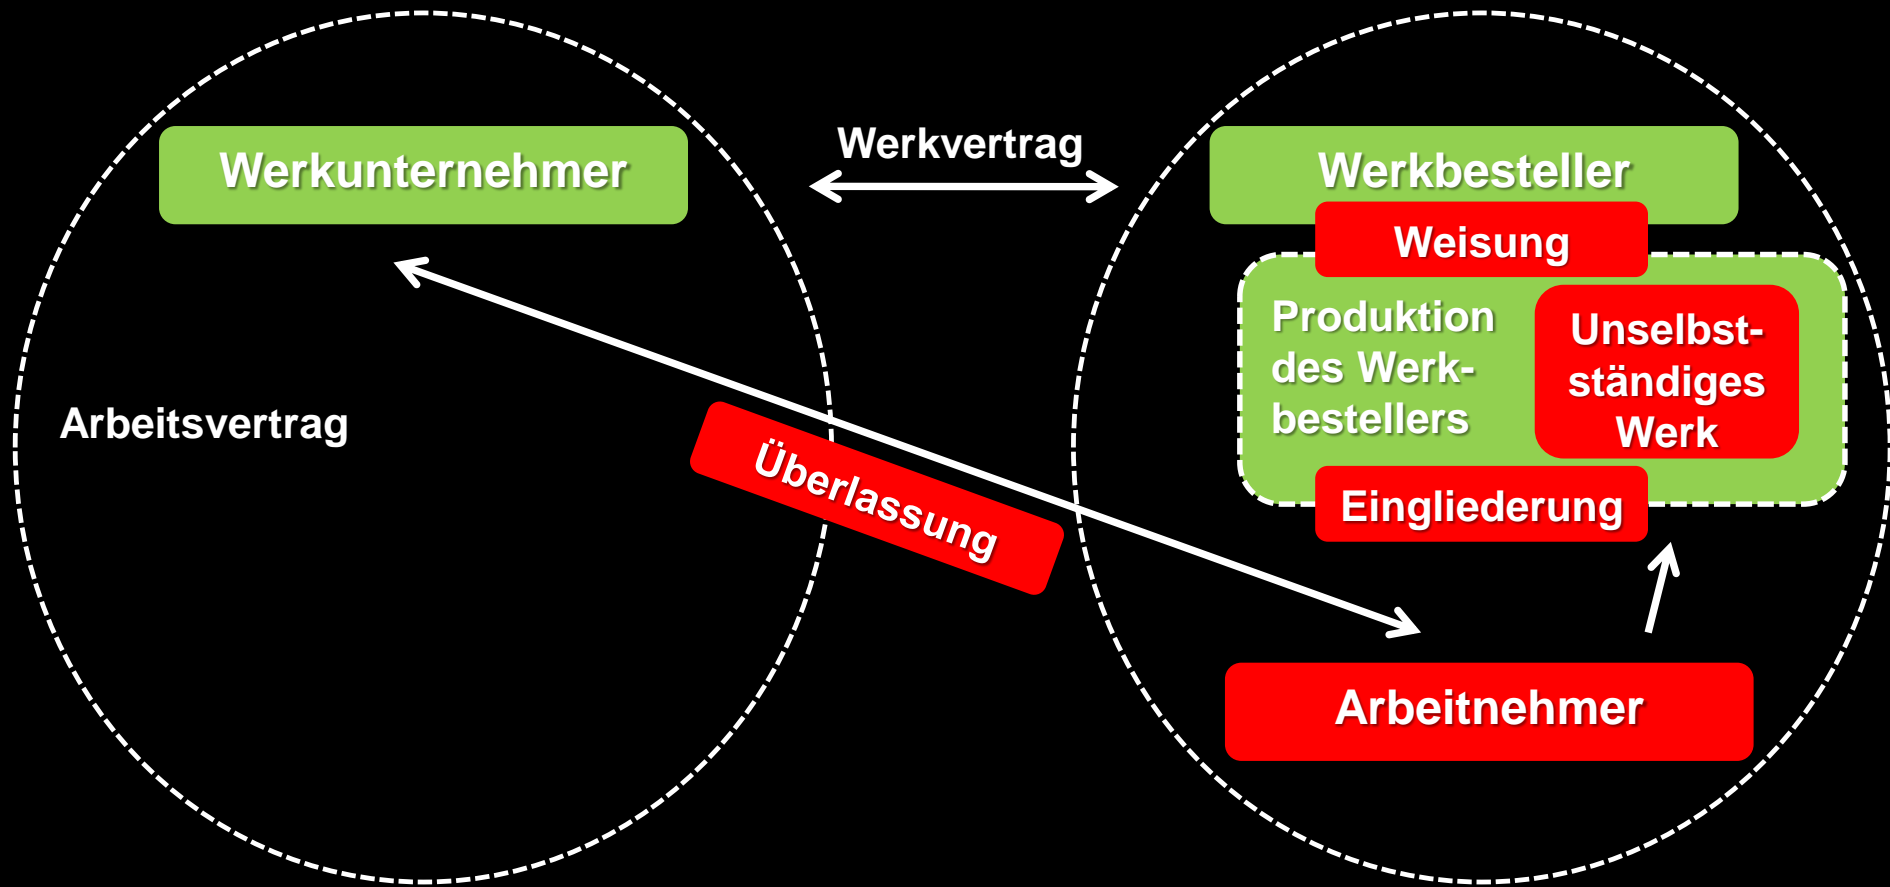 Werkunternehmer
Werkvertrag
Werkbesteller
Weisung
Produktion
des Werk-
bestellers
Unselbst-
ständiges
Werk
Arbeitsvertrag
Überlassung
Eingliederung
Arbeitnehmer